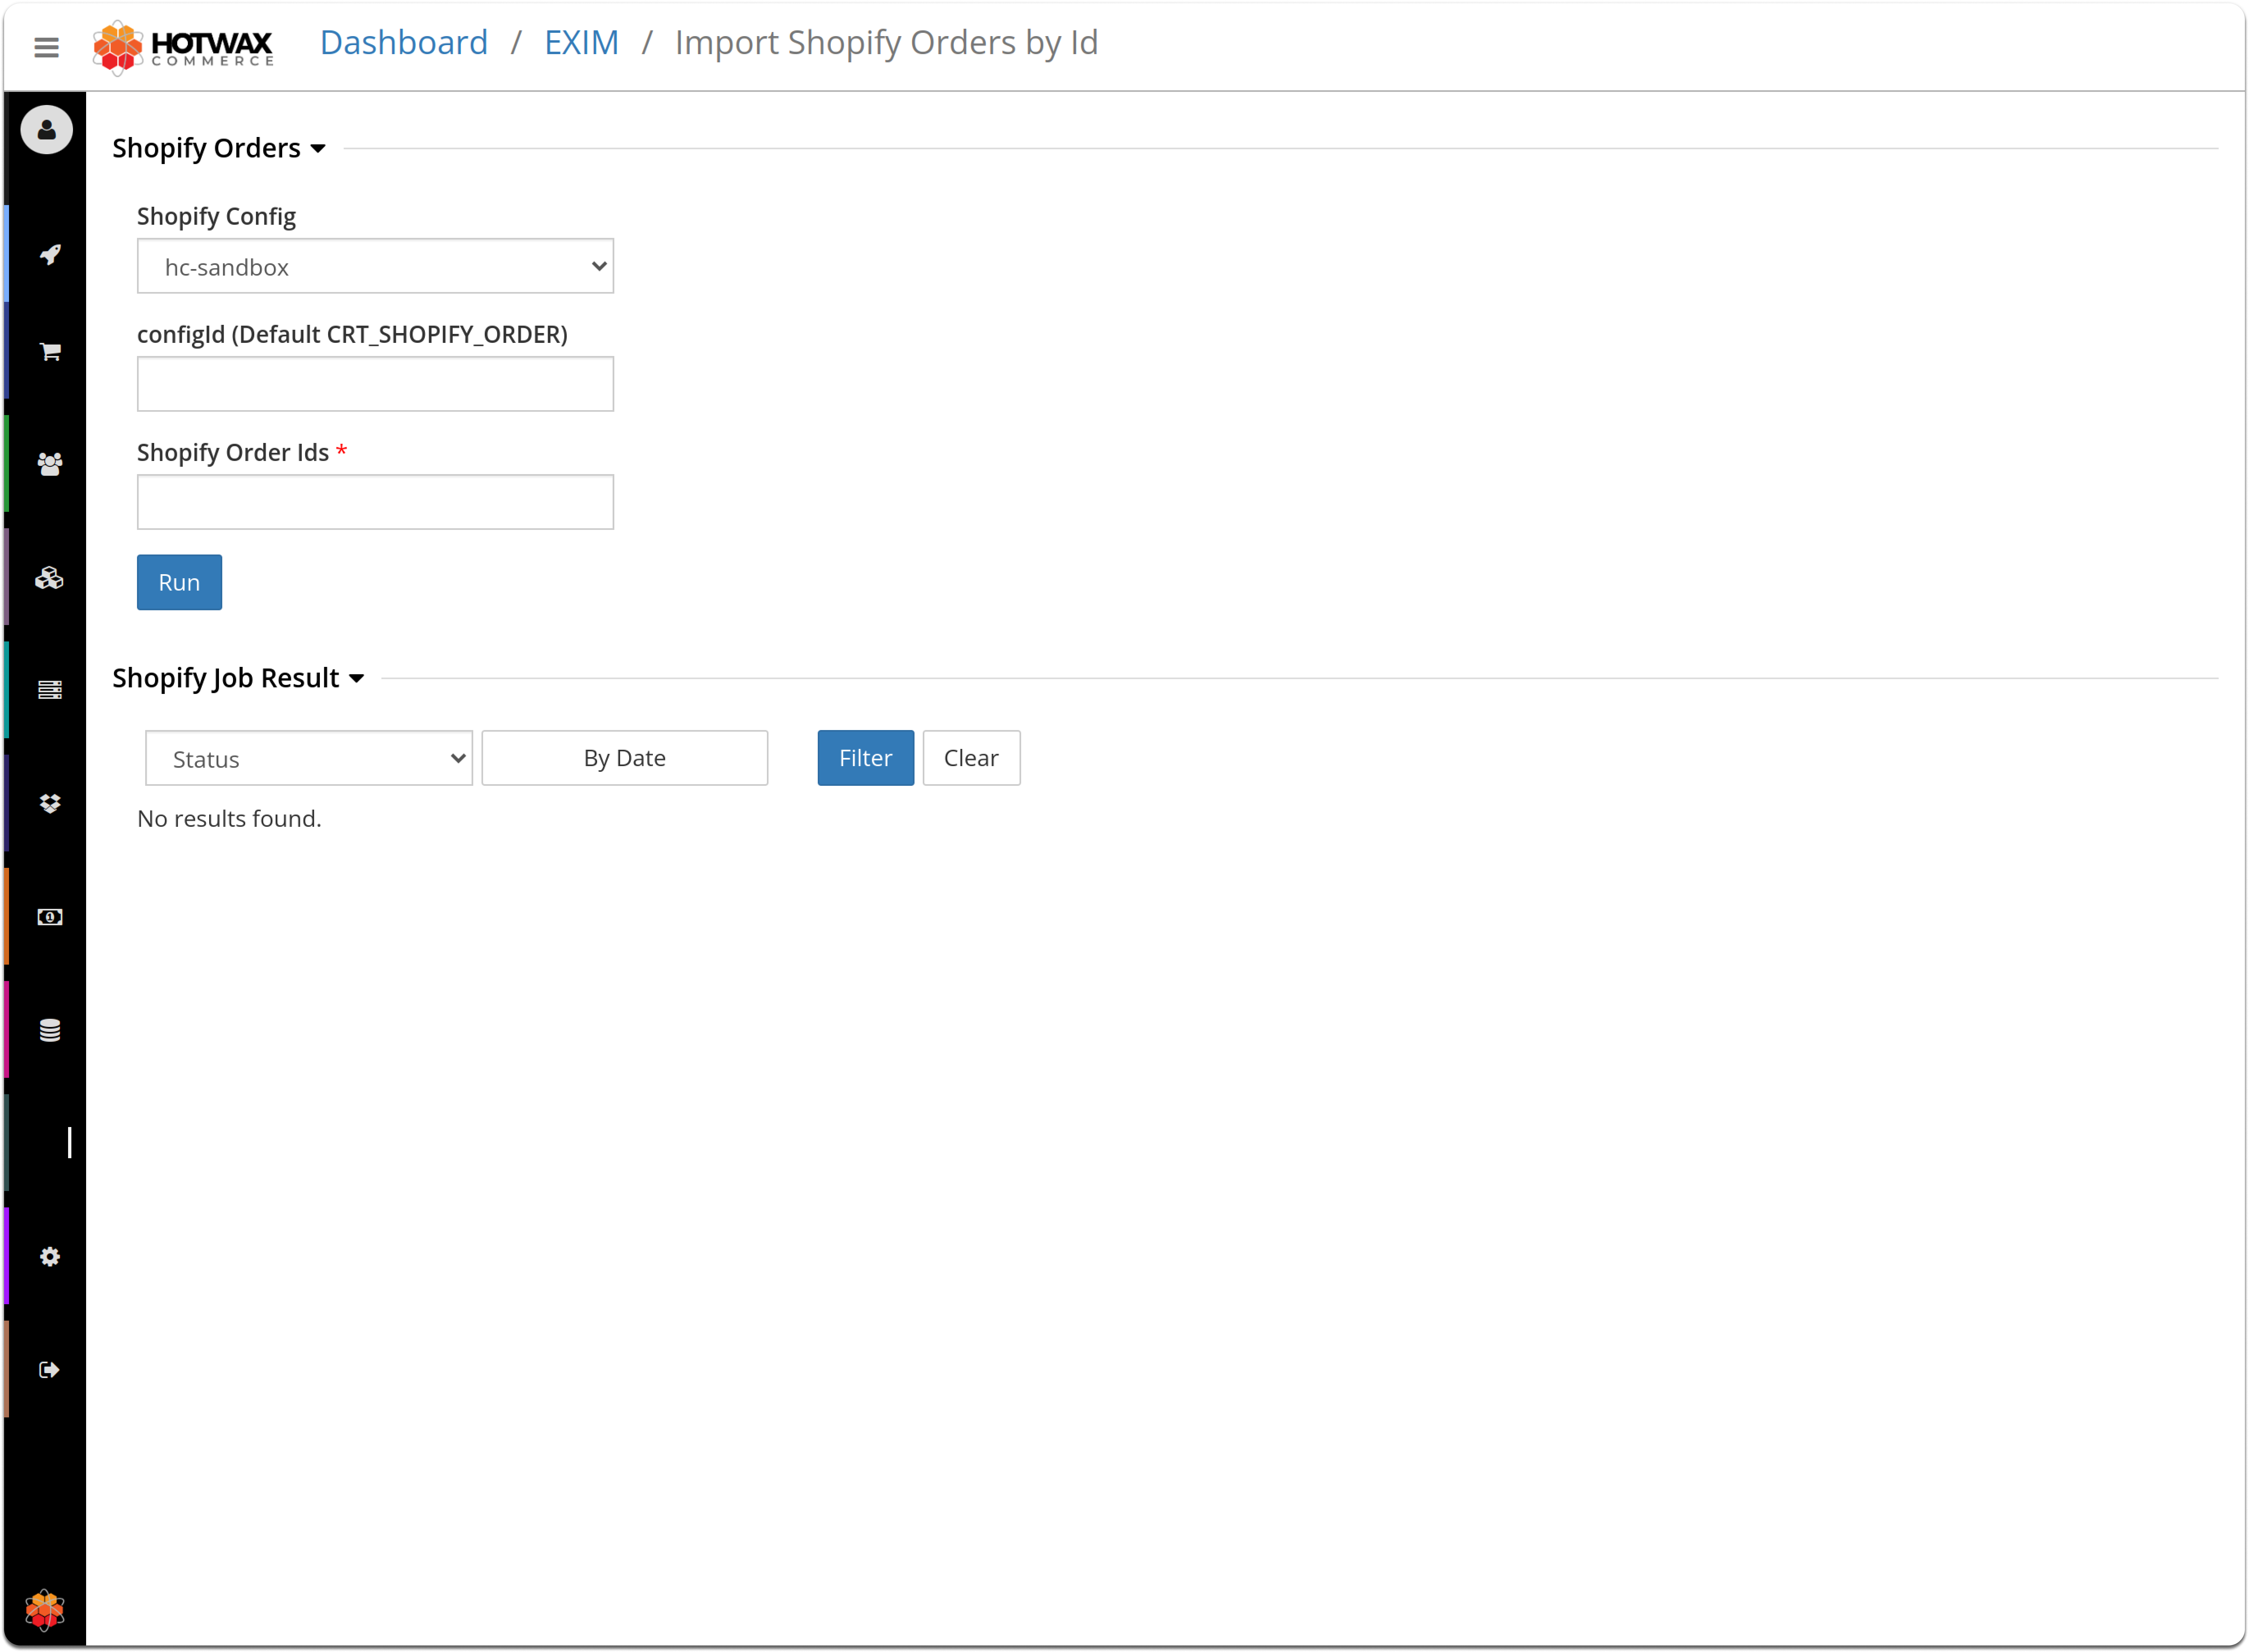 HOTWAX
COMMERCE
Dashboard / EXIM / Import Shopify Orders by Id
Shopify Orders
Shopify Config
hc-sandbox
configId (Default CRT_SHOPIFY_ORDER)
Shopify Order Ids *
Run
Shopify Job Result
Status By Date Filter Clear
No results found.